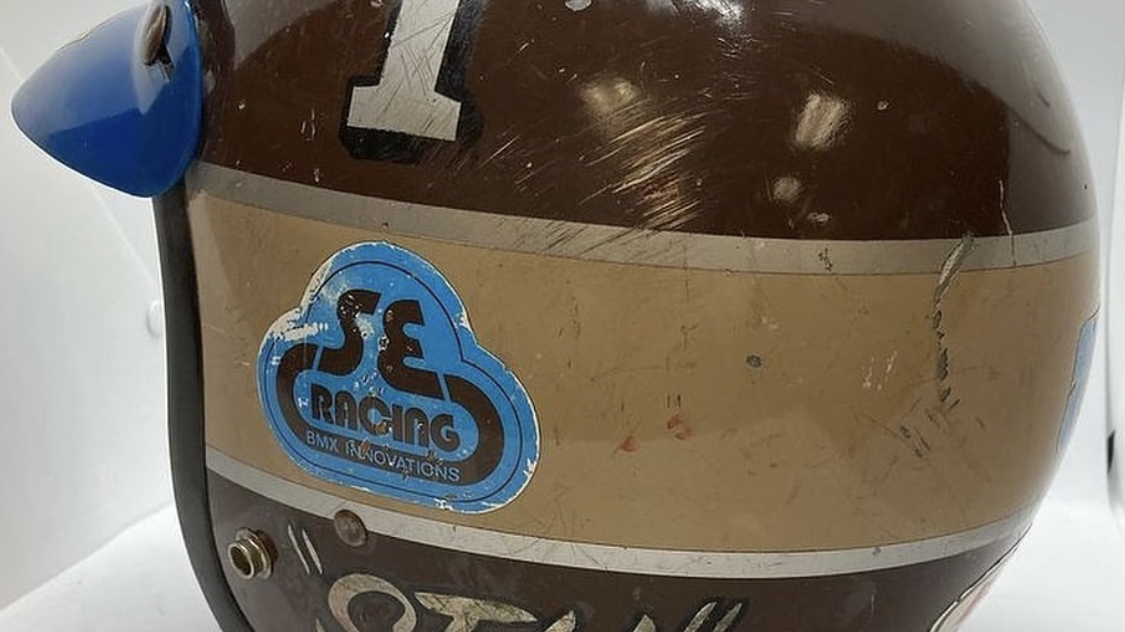 1
SE
RACING
BMX INNOVATIONS